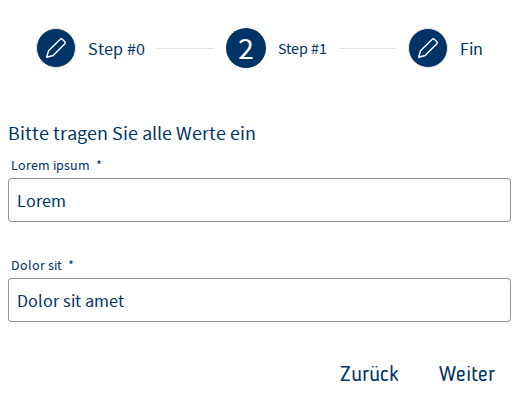 Step #0 2 Step #1 Fin
Bitte tragen Sie alle Werte ein
Lorem ipsum *
Lorem
Dolor sit *
Dolor sit amet
Zurück Weiter